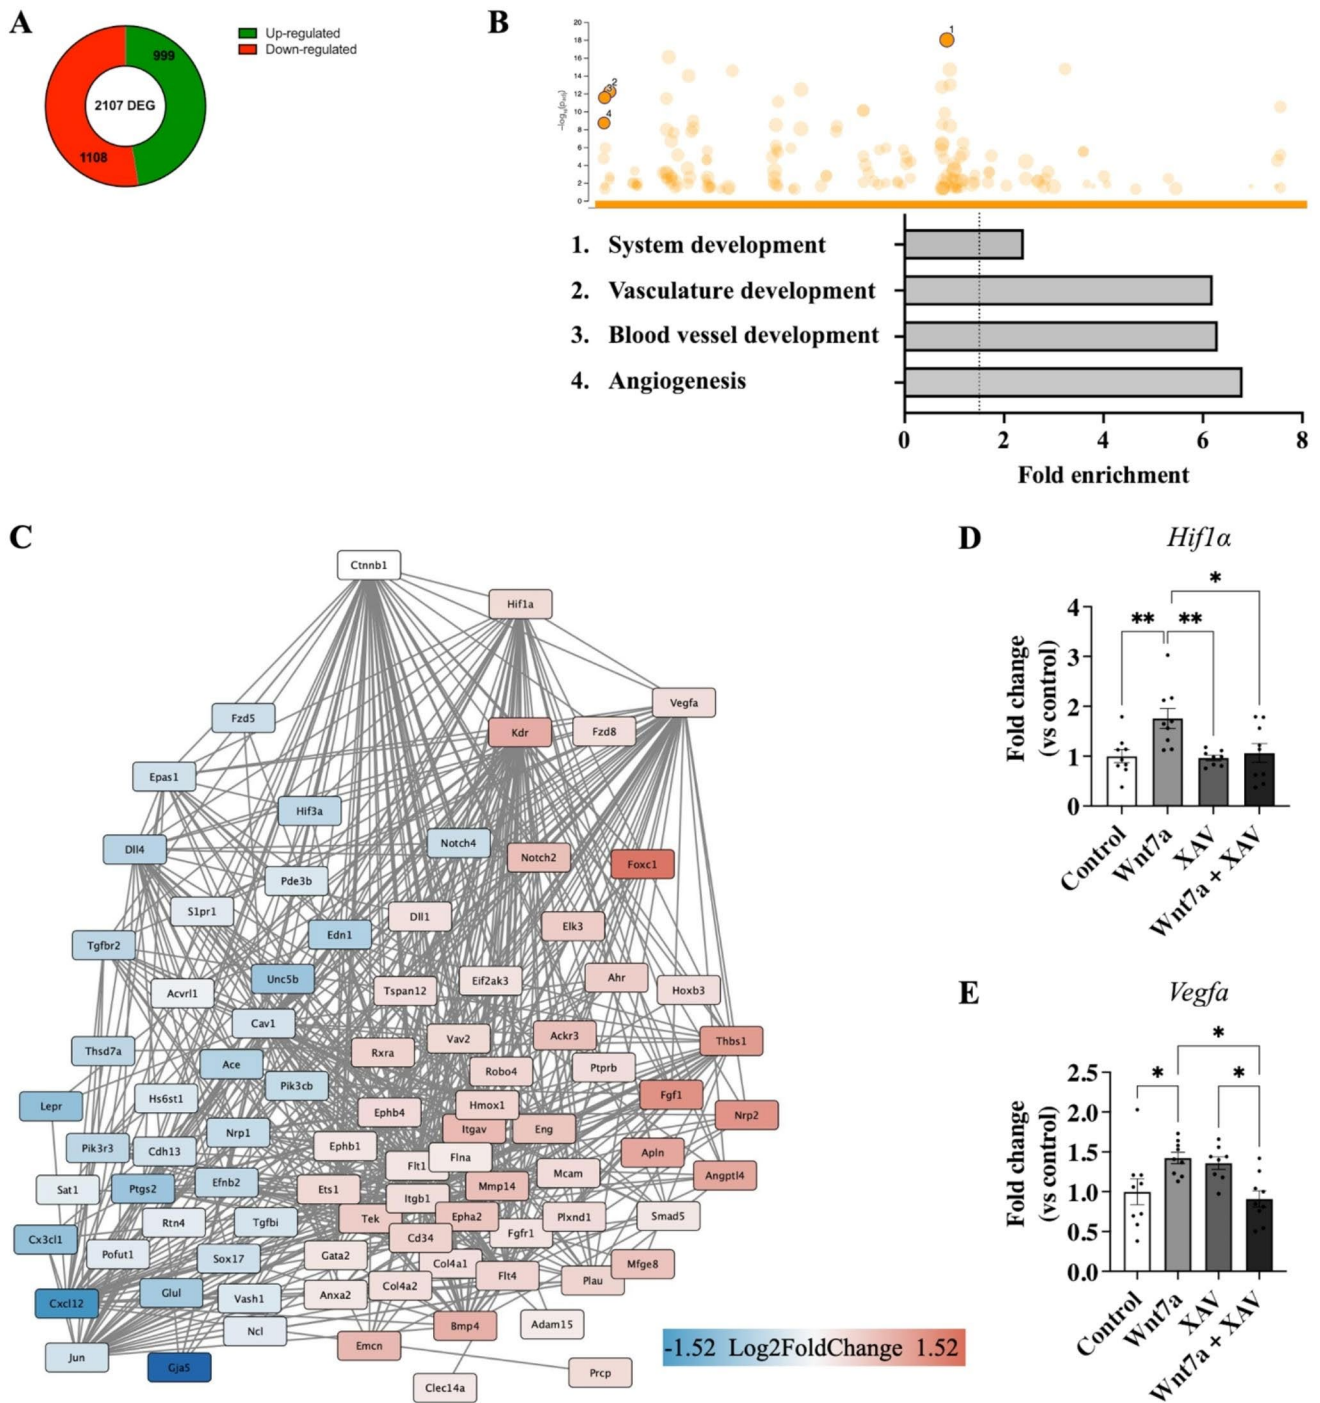 A
999
2107 DEG
1108
Up-regulated
Down-regulated
B
20
18
16
14
12
10
8
6
4
2
0
1
2
3
4
1. System development
2. Vasculature development
3. Blood vessel development
4. Angiogenesis
0 2 4 6 8
Fold enrichment
C
Ctnnb1
Hif1a
Vegfa
Fzd5
Kdr
Fzd8
Epas1
Hif3a
Dll4
Notch4
Notch2
Foxc1
Pde3b
S1pr1
Dll1
Elk3
Tgfbr2
Edn1
Unc5b
Eif2ak3
Ahr
Acvrl1
Tspan12
Hoxb3
Cav1
Vav2
Ackr3
Thbs1
Thsd7a
Rxra
Ace
Robo4
Ptprb
Pik3cb
Lepr
Hs6st1
Ephb4
Hmox1
Fgf1
Nrp2
Nrp1
Itgav
Eng
Pik3r3
Cdh13
Ephb1
Flna
Apln
Flt1
Mcam
Angptl4
Sat1
Ptgs2
Efnb2
Ets1
Itgb1
Mmp14
Rtn4
Tgfbi
Tek
Epha2
Plxnd1
Smad5
Cx3cl1
Cd34
Fgfr1
Pofut1
Sox17
Gata2
Col4a1
Mfge8
Flt4
Plau
Cxcl12
Glul
Vash1
Anxa2
Col4a2
Ncl
Bmp4
Adam15
Emcn
Jun
Gja5
Prcp
Clec14a
-1.52 Log2FoldChange 1.52
D
Hif1α
*
** **
4
3
2
1
0
Fold change
(vs control)
Control
Wnt7a
XAV
Wnt7a + XAV
E
Vegfa
*
* *
2.5
2.0
1.5
1.0
0.5
0.0
Fold change
(vs control)
Control
Wnt7a
XAV
Wnt7a + XAV